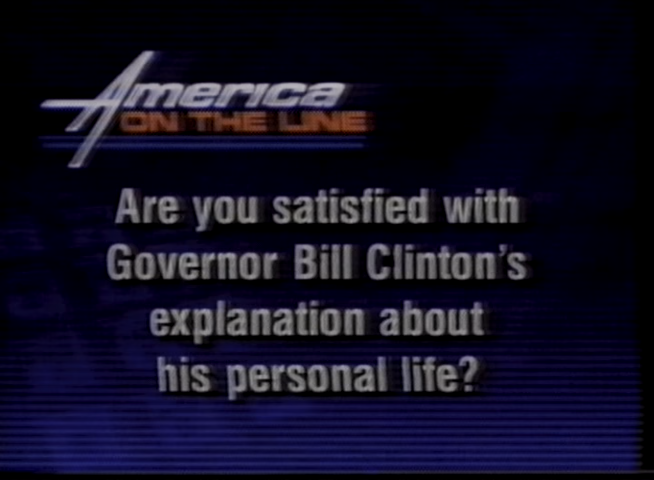 America
ON THE LINE
Are you satisfied with
Governor Bill Clinton's
explanation about
his personal life?